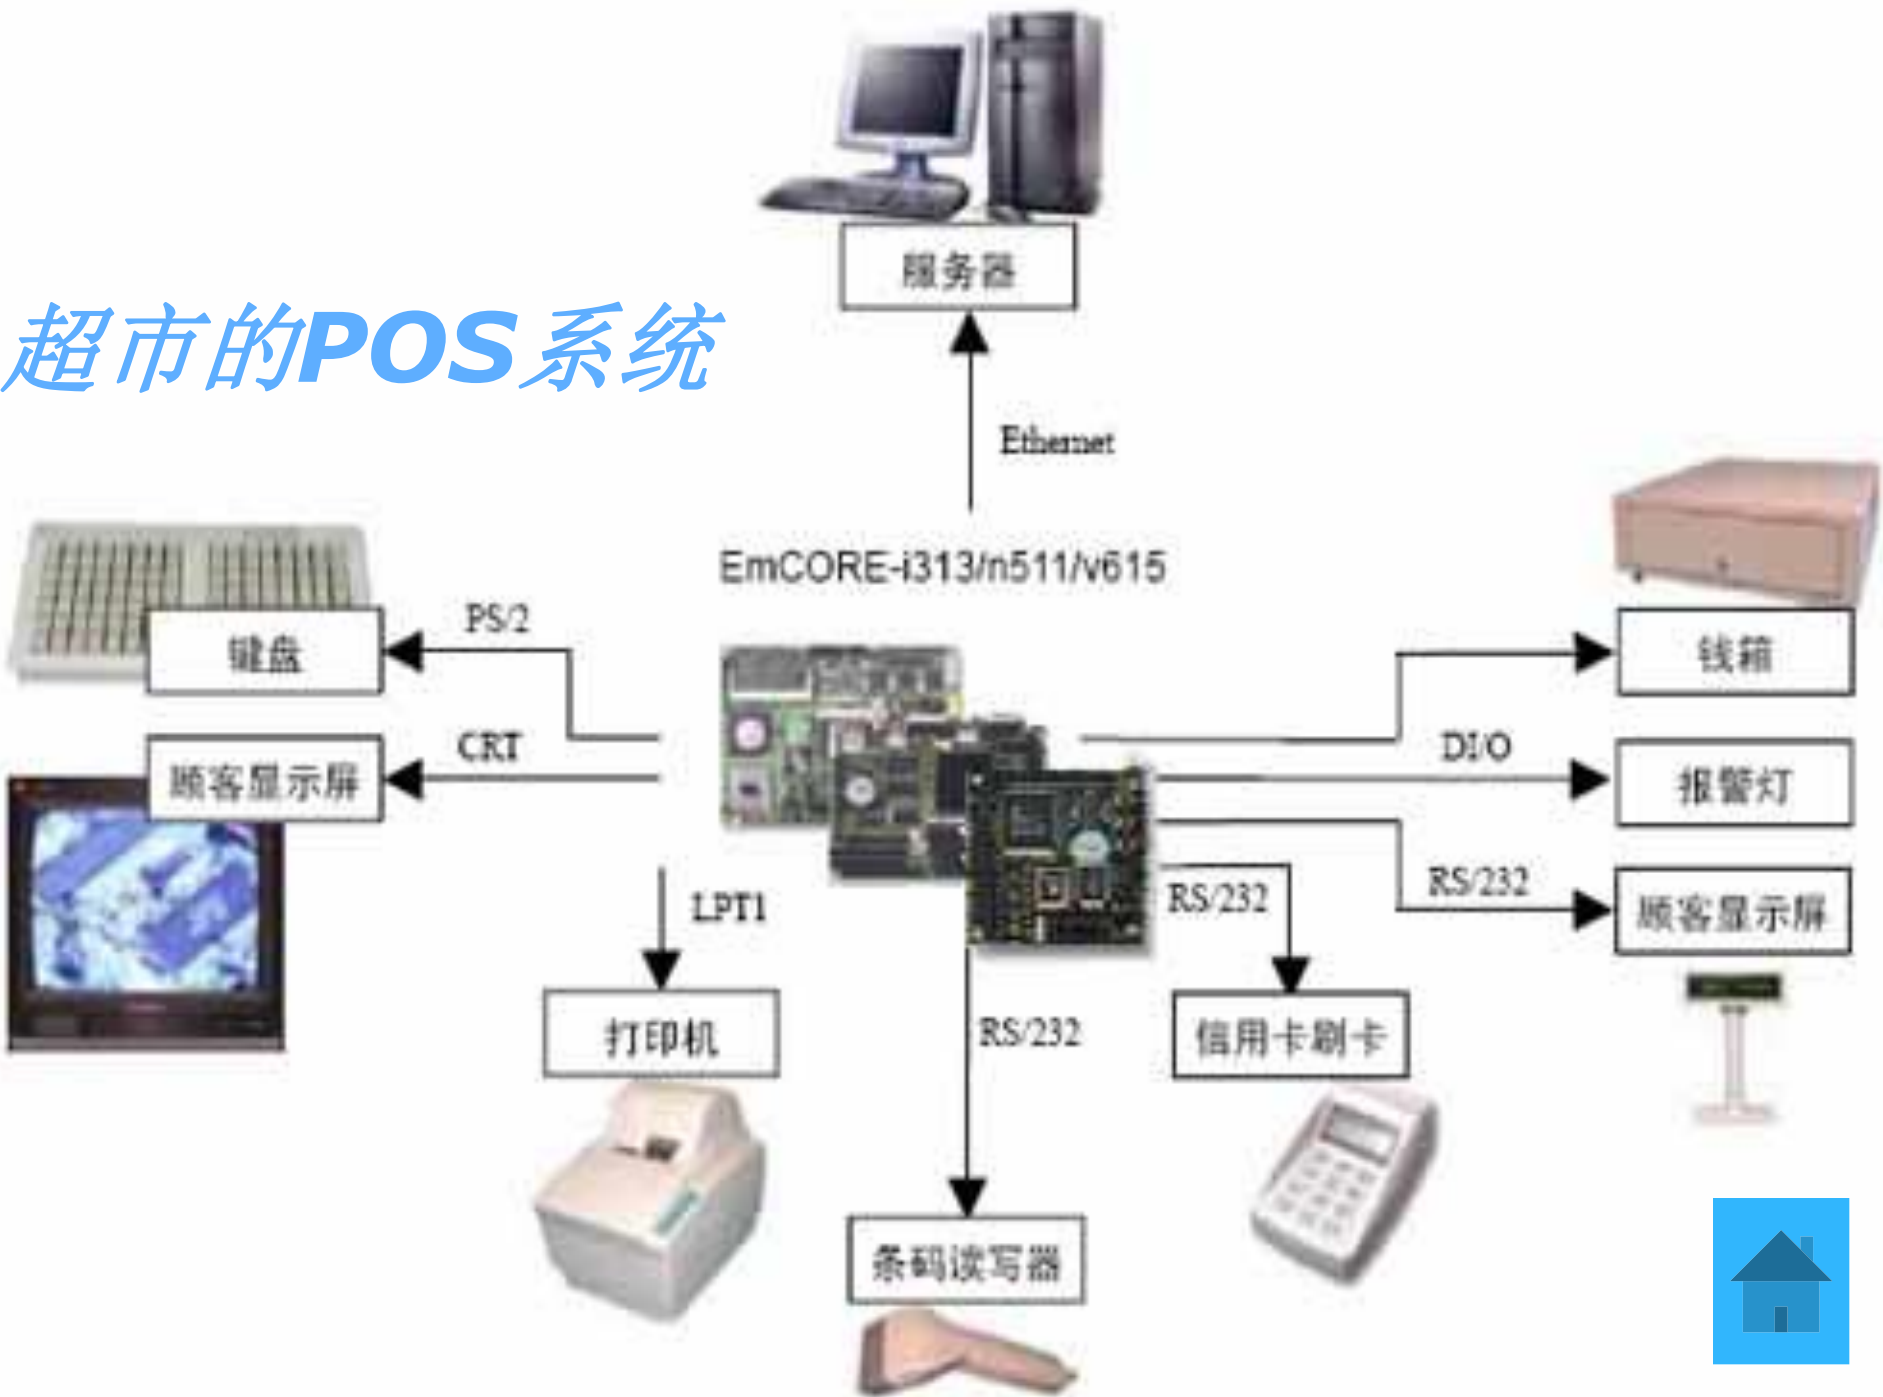 服务器
超市的POS系统
Ethernet
EmCORE-i313/n511/v615
PS/2
键盘
钱箱
CRT
DI/O
顾客显示屏
报警灯
LPT1
RS/232
RS/232
顾客显示屏
打印机
RS/232
信用卡刷卡
条码读写器